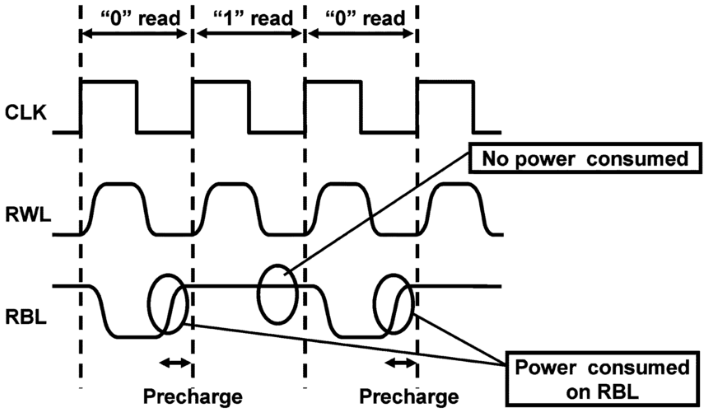 “0” read
“1” read
“0” read
CLK
No power consumed
RWL
RBL
Power consumed
on RBL
Precharge
Precharge